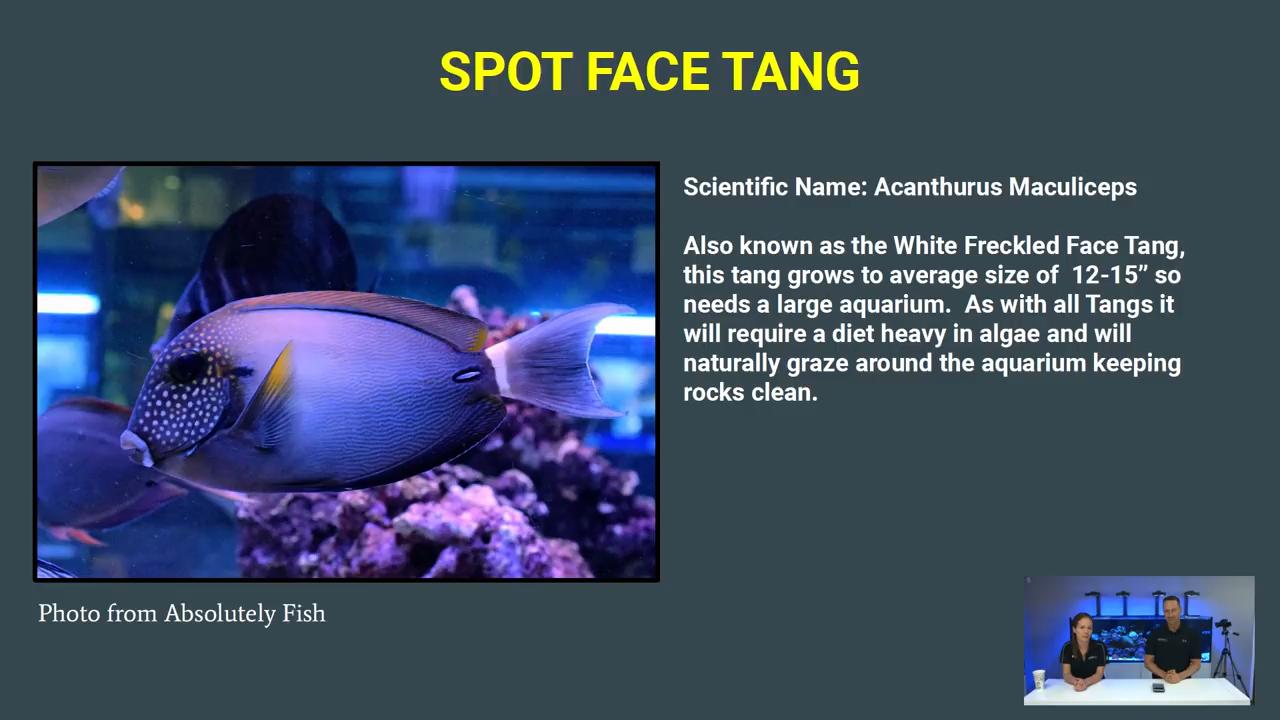 SPOT FACE TANG
Scientific Name: Acanthurus Maculiceps
Also known as the White Freckled Face Tang,
this tang grows to average size of 12-15” so
needs a large aquarium. As with all Tangs it
will require a diet heavy in algae and will
naturally graze around the aquarium keeping
rocks clean.
Photo from Absolutely Fish